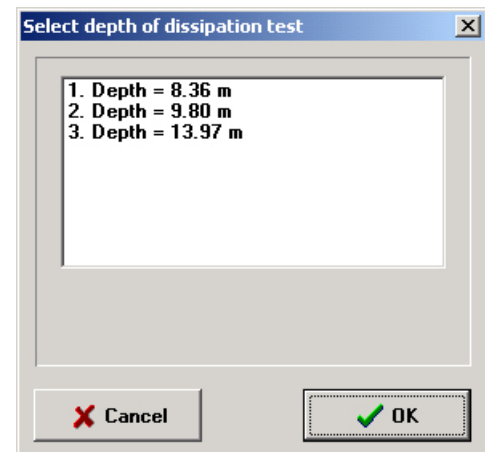 Select depth of dissipation test
1. Depth = 8.36 m
2. Depth = 9.80 m
3. Depth = 13.97 m
Cancel
OK